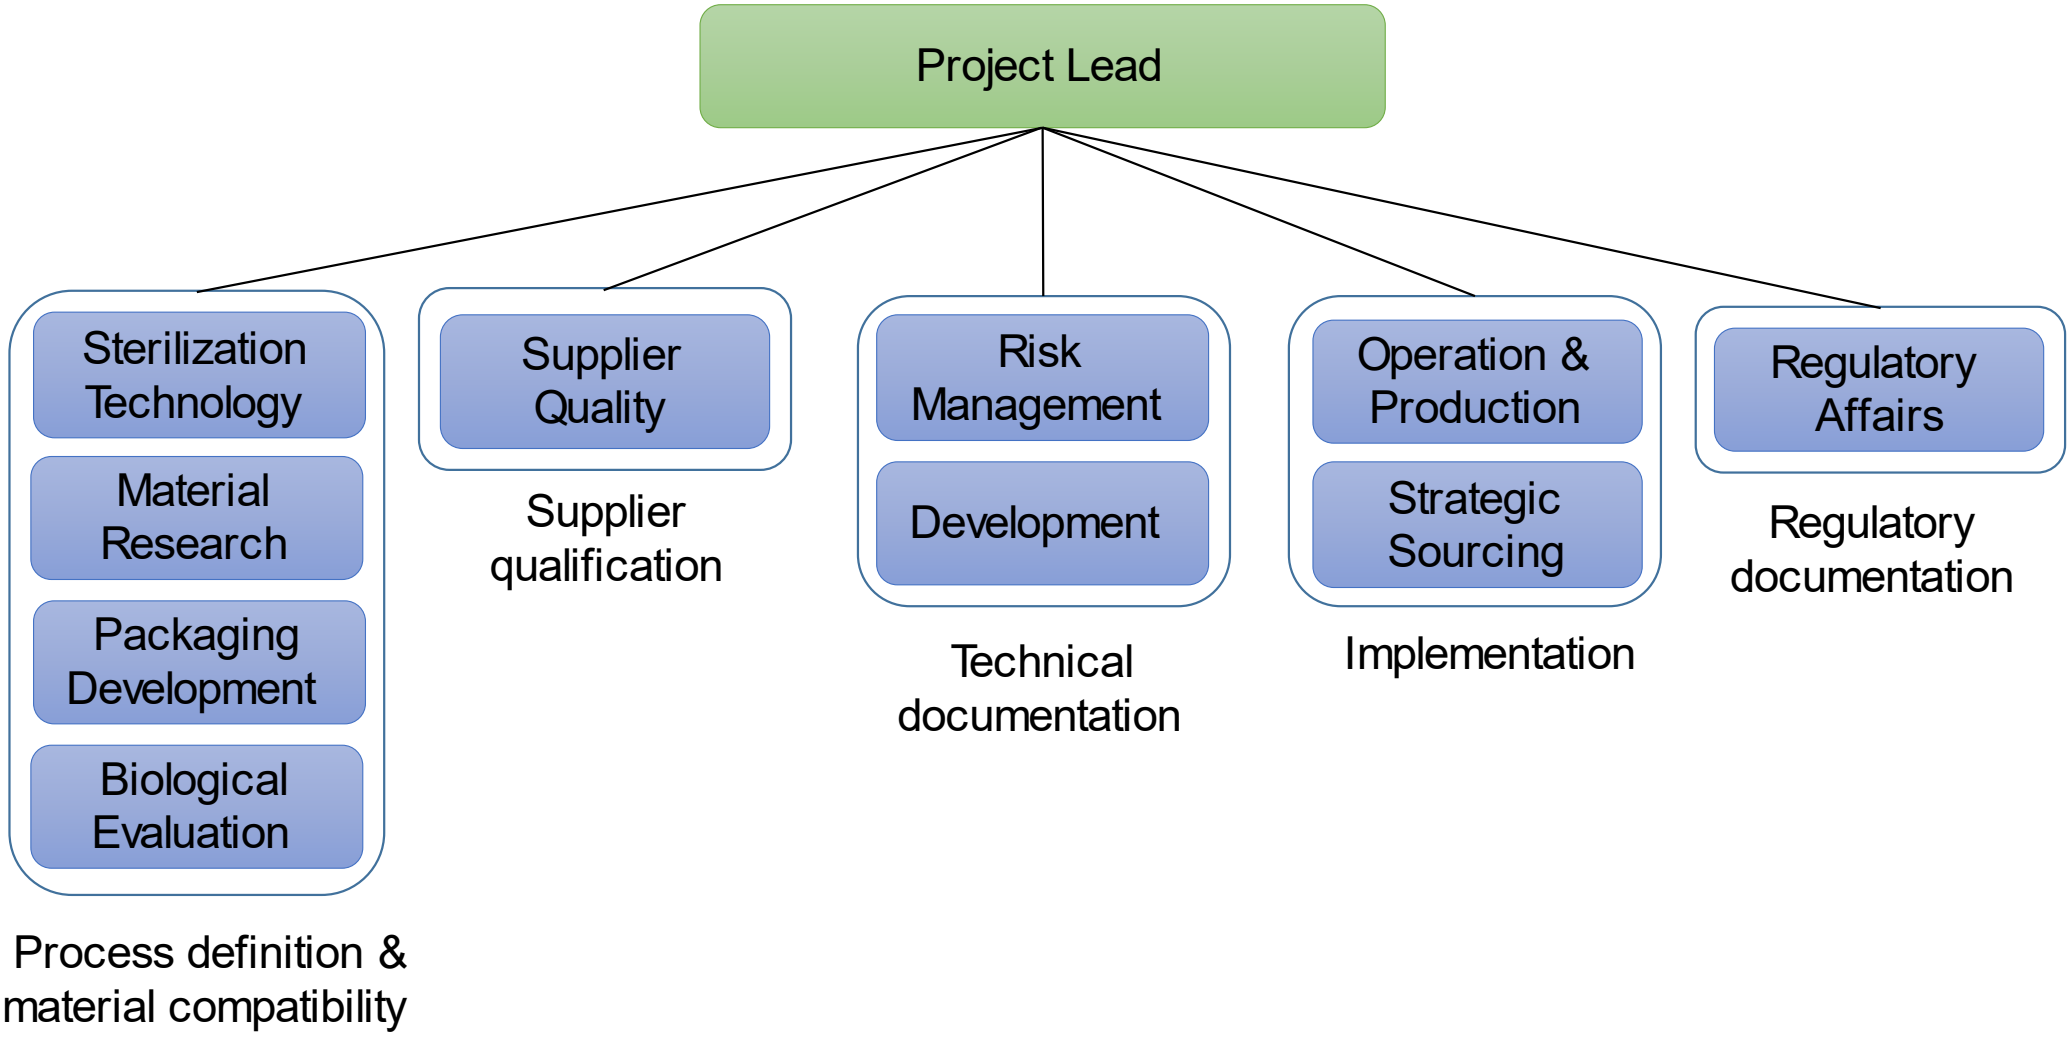 Project Lead
Sterilization
Technology
Material
Research
Packaging
Development
Biological
Evaluation
Process definition &
material compatibility
Supplier
Quality
Supplier
qualification
Risk
Management
Development
Technical
documentation
Operation &
Production
Strategic
Sourcing
Implementation
Regulatory
Affairs
Regulatory
documentation